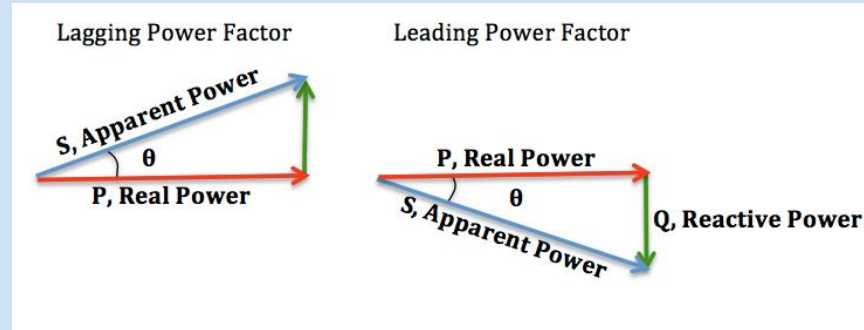 Lagging Power Factor
S, Apparent Power
θ
P, Real Power
Leading Power Factor
P, Real Power
θ
S, Apparent Power
Q, Reactive Power